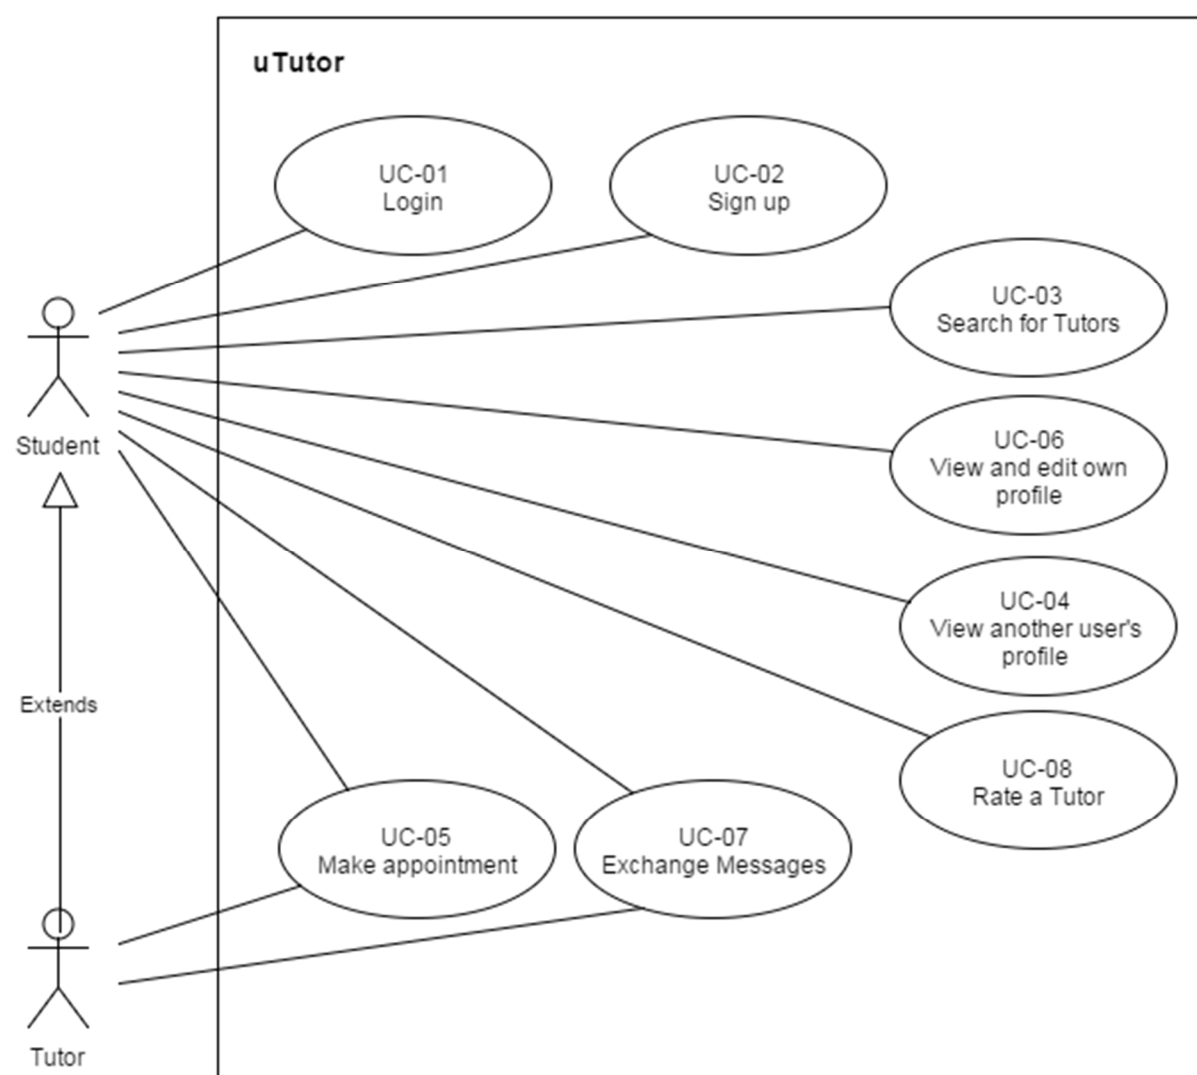 uTutor
UC-01
Login
UC-02
Sign up
UC-03
Search for Tutors
Student
UC-06
View and edit own
profile
UC-04
View another user's
profile
Extends
UC-08
Rate a Tutor
UC-05
Make appointment
UC-07
Exchange Messages
Tutor